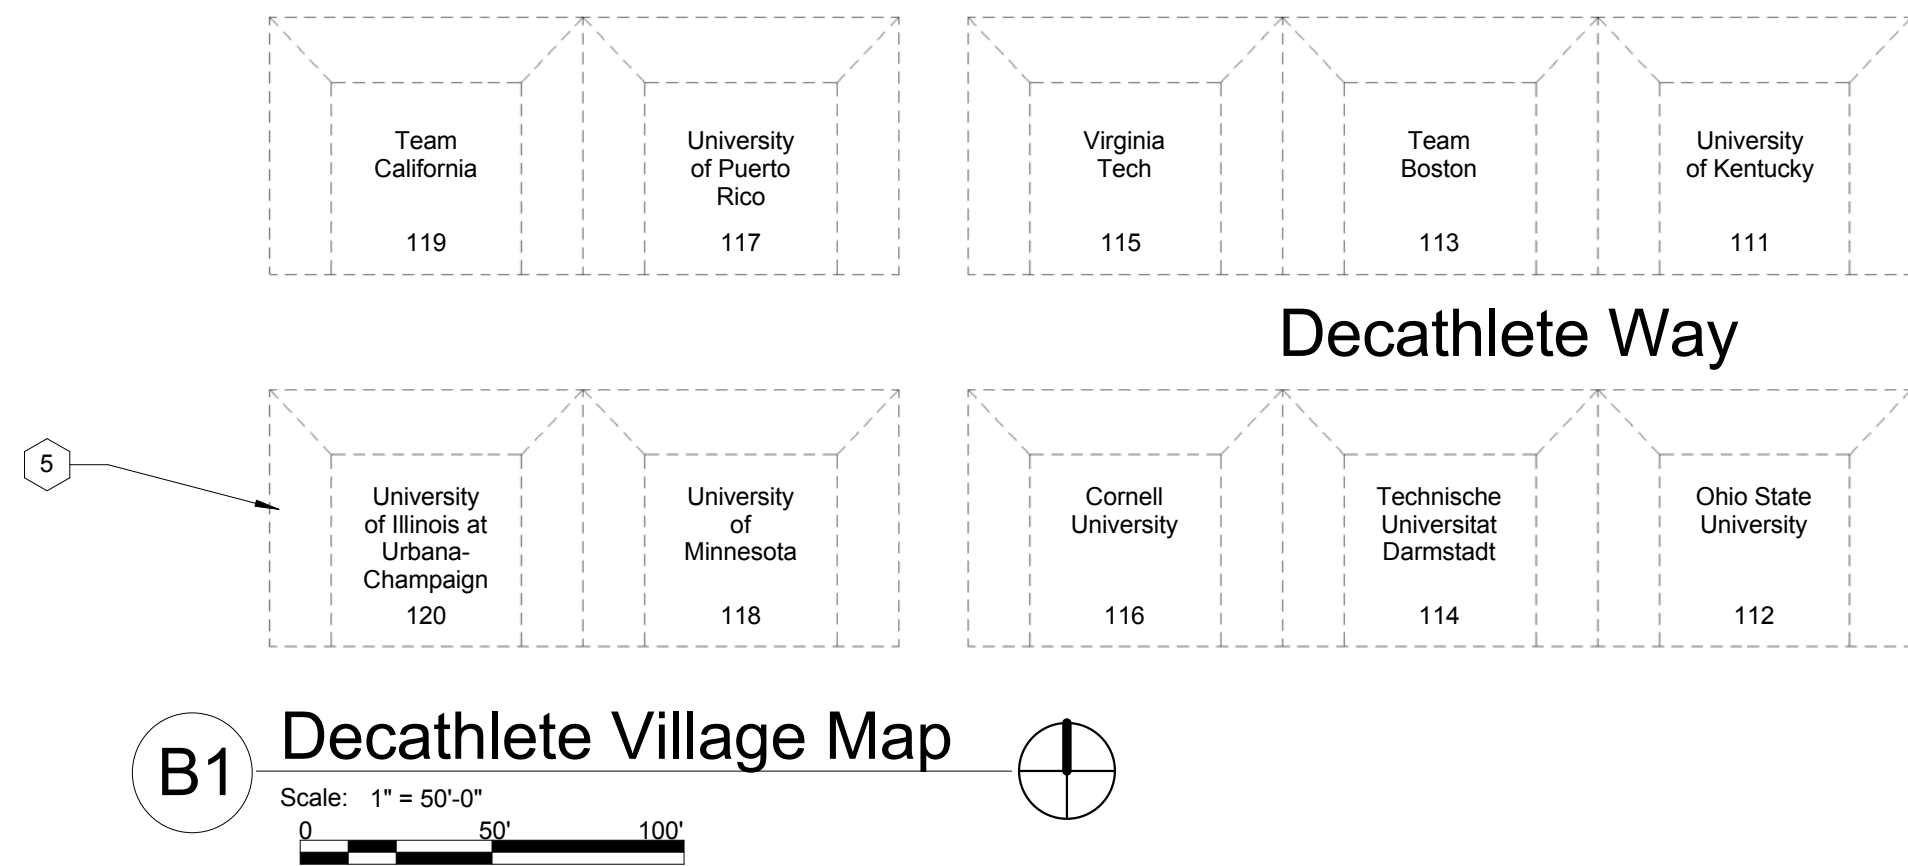 Team
California
119
University
of Puerto
Rico
117
Virginia
Tech
115
Team
Boston
113
University
of Kentucky
111
Decathlete Way
5
University
of Illinois at
Urbana-
Champaign
120
University
of
Minnesota
118
Cornell
University
116
Technische
Universitat
Darmstadt
114
Ohio State
University
112
B1
Decathlete Village Map
Scale: 1" = 50'-0"
0 50' 100'